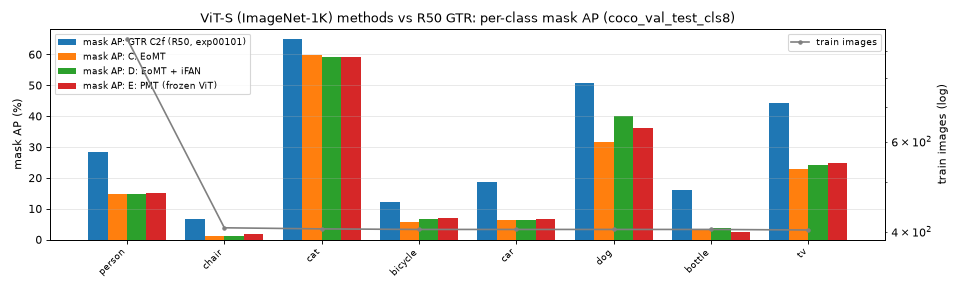 ViT-S (ImageNet-1K) methods vs R50 GTR: per-class mask AP (coco_val_test_cls8)
mask AP: GTR C2f (R50, exp00101)
mask AP: C: EoMT
mask AP: D: EoMT + iFAN
mask AP: E: PMT (frozen ViT)
train images
mask AP (%)
60
50
40
30
20
10
0
train images (log)
6 × 10²
4 × 10²
person
chair
cat
bicycle
car
dog
bottle
tv